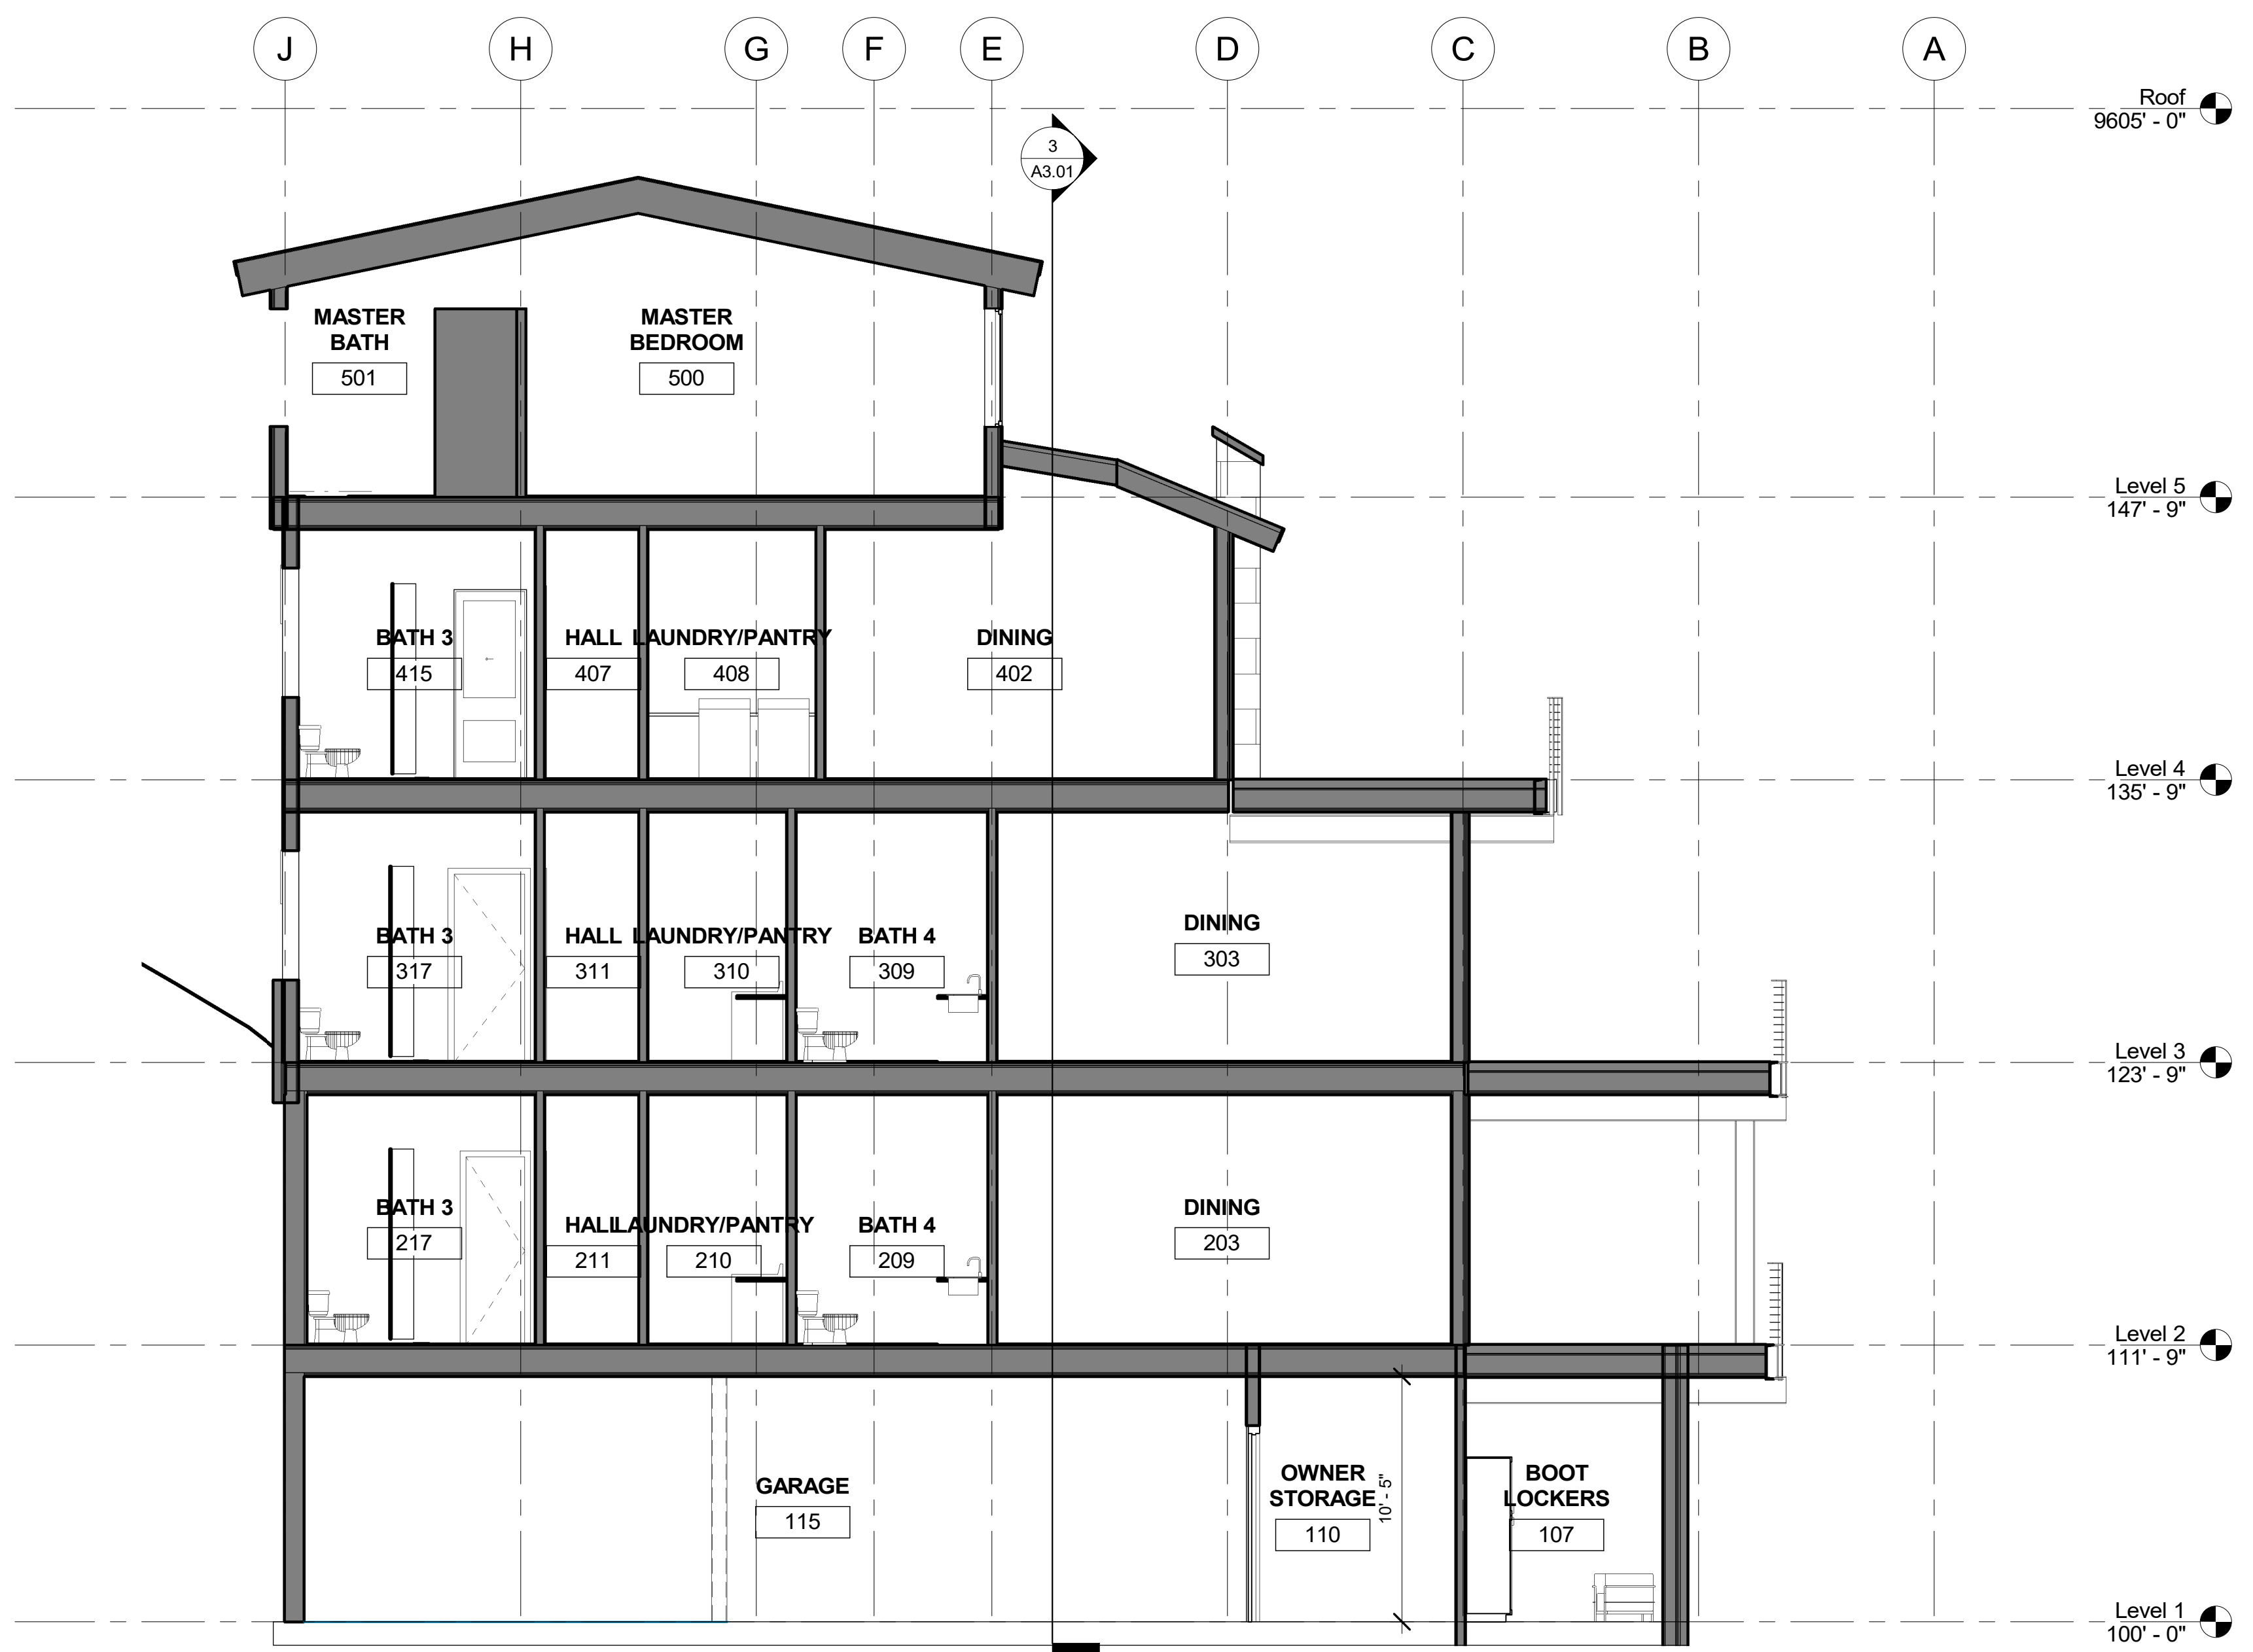 J H G F E D C B A
Roof
9605' - 0"
3
A3.01
MASTER
BATH
501
MASTER
BEDROOM
500
Level 5
147' - 9"
BATH 3
415
HALL
407
LAUNDRY/PANTRY
408
DINING
402
Level 4
135' - 9"
BATH 3
317
HALL
311
LAUNDRY/PANTRY
310
BATH 4
309
DINING
303
Level 3
123' - 9"
BATH 3
217
HALL
211
LAUNDRY/PANTRY
210
BATH 4
209
DINING
203
Level 2
111' - 9"
GARAGE
115
OWNER
STORAGE
110
10' - 5"
BOOT
LOCKERS
107
Level 1
100' - 0"